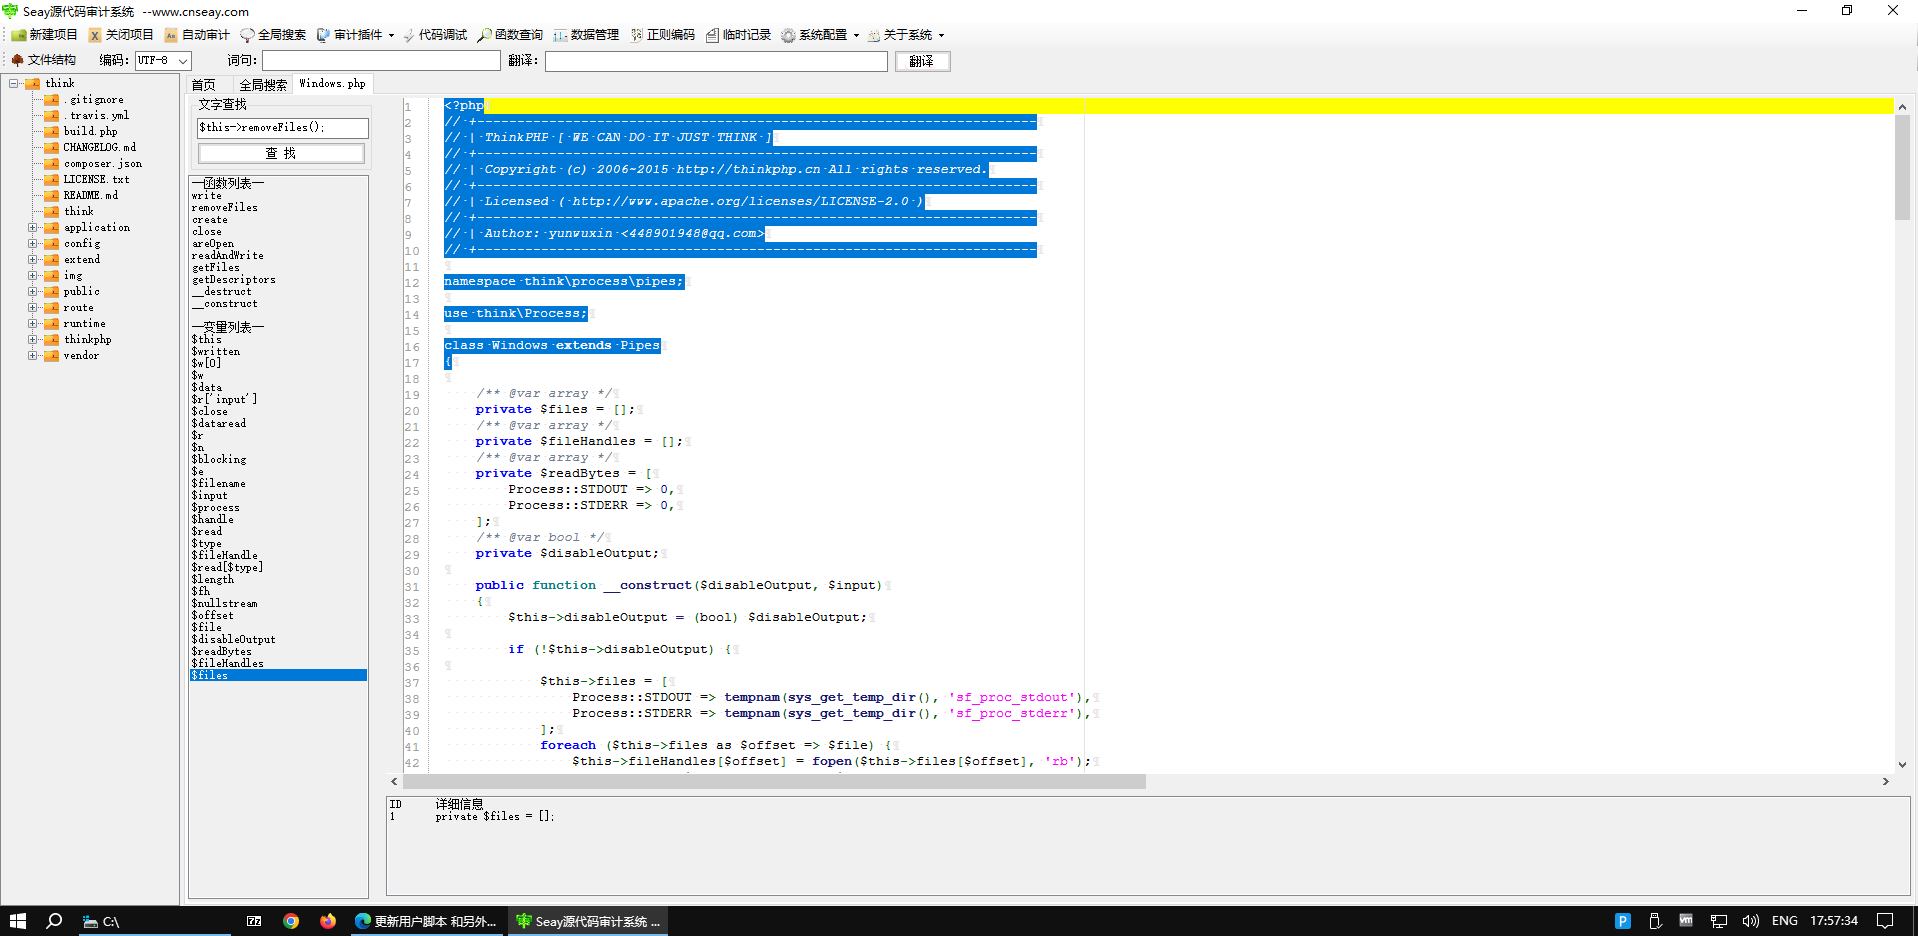 Seay源代码审计系统   --www.cnseay.com
新建项目 关闭项目 自动审计 全局搜索 审计插件 代码调试 函数查询 数据管理 正则编码 临时记录 系统配置 关于系统
文件结构 编码: UTF-8 词句: 翻译: 翻译
think
.gitignore
.travis.yml
build.php
CHANGELOG.md
composer.json
LICENSE.txt
README.md
think
application
config
extend
img
public
route
runtime
thinkphp
vendor
首页 全局搜索 Windows.php
文字查找
$this->removeFiles();
查 找
—函数列表—
write
removeFiles
create
close
areOpen
readAndWrite
getFiles
getDescriptors
__destruct
__construct
—变量列表—
$this
$written
$w[0]
$w
$data
$r['input']
$close
$dataread
$r
$n
$blocking
$e
$filename
$input
$process
$handle
$read
$type
$fileHandle
$read[$type]
$length
$fh
$nullstream
$offset
$file
$disableOutput
$readBytes
$fileHandles
$files
1 <?php
2 // +----------------------------------------------------------------------
3 // | ThinkPHP [ WE CAN DO IT JUST THINK ]
4 // +----------------------------------------------------------------------
5 // | Copyright (c) 2006~2015 http://thinkphp.cn All rights reserved.
6 // +----------------------------------------------------------------------
7 // | Licensed ( http://www.apache.org/licenses/LICENSE-2.0 )
8 // +----------------------------------------------------------------------
9 // | Author: yunwuxin <448901948@qq.com>
10 // +----------------------------------------------------------------------
11
12 namespace think\process\pipes;
13
14 use think\Process;
15
16 class Windows extends Pipes
17 {
18
19 /** @var array */
20 private $files = [];
21 /** @var array */
22 private $fileHandles = [];
23 /** @var array */
24 private $readBytes = [
25 Process::STDOUT => 0,
26 Process::STDERR => 0,
27 ];
28 /** @var bool */
29 private $disableOutput;
30
31 public function __construct($disableOutput, $input)
32 {
33 $this->disableOutput = (bool) $disableOutput;
34
35 if (!$this->disableOutput) {
36
37 $this->files = [
38 Process::STDOUT => tempnam(sys_get_temp_dir(), 'sf_proc_stdout'),
39 Process::STDERR => tempnam(sys_get_temp_dir(), 'sf_proc_stderr'),
40 ];
41 foreach ($this->files as $offset => $file) {
42 $this->fileHandles[$offset] = fopen($this->files[$offset], 'rb');
ID 详细信息
1 private $files = [];
C:\ 更新用户脚本 和另外... Seay源代码审计系统 ... ENG 17:57:34